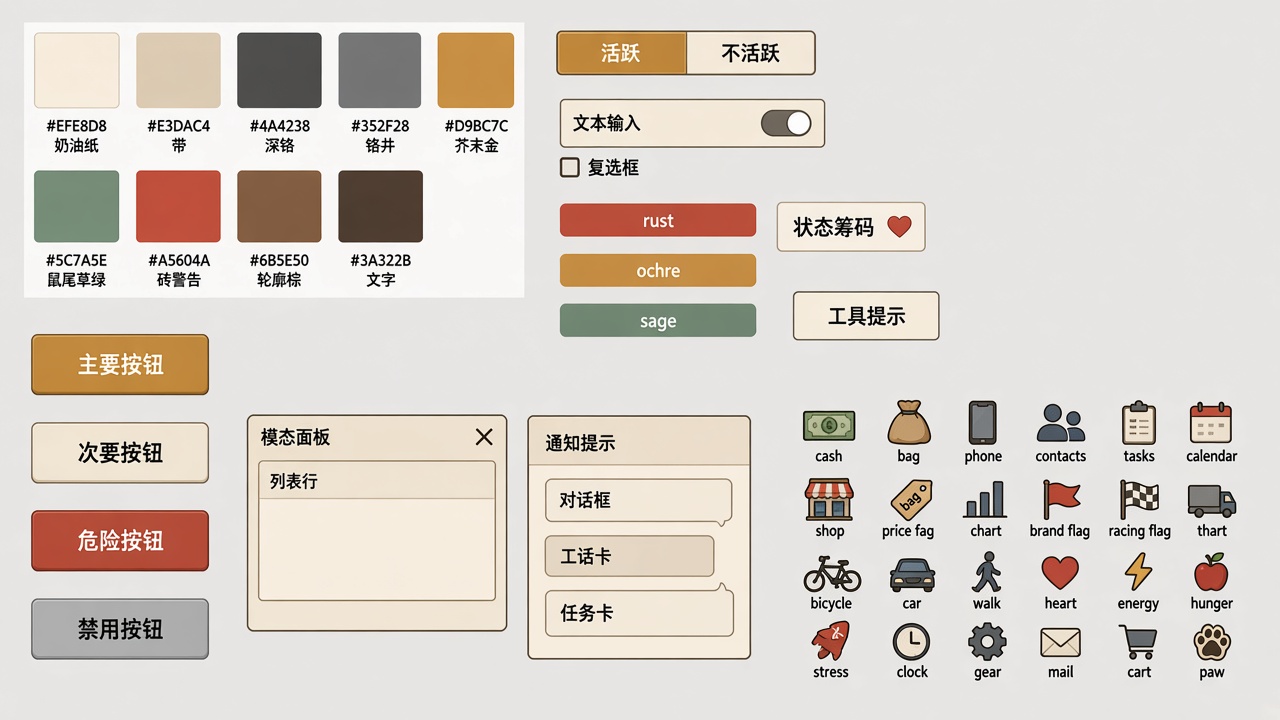 #EFE8D8
奶油纸
#E3DAC4
带
#4A4238
深铬
#352F28
铬井
#D9BC7C
芥末金
#5C7A5E
鼠尾草绿
#A5604A
砖警告
#6B5E50
轮廓棕
#3A322B
文字
活跃
不活跃
文本输入
复选框
rust
ochre
sage
状态筹码
工具提示
主要按钮
次要按钮
危险按钮
禁用按钮
模态面板
列表行
通知提示
对话框
工话卡
任务卡
cash
bag
phone
contacts
tasks
calendar
shop
bag
price fag
chart
brand flag
racing flag
thart
bicycle
car
walk
heart
energy
hunger
stress
clock
gear
mail
cart
paw